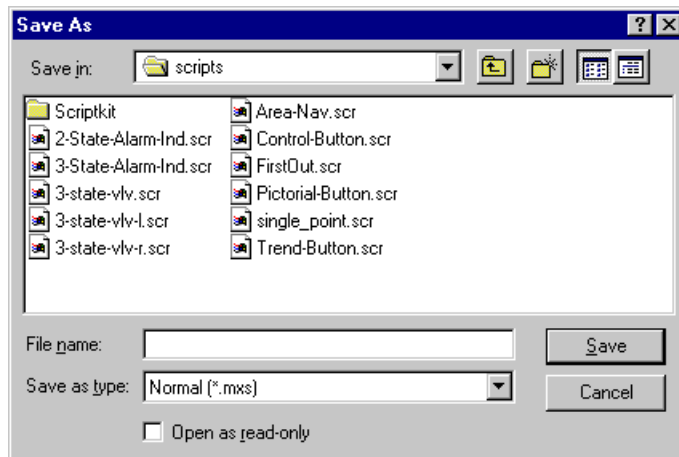 Save As
Save in: scripts
Scriptkit Area-Nav.scr
2-State-Alarm-Ind.scr Control-Button.scr
3-State-Alarm-Ind.scr FirstOut.scr
3-state-vlv.scr Pictorial-Button.scr
3-state-vlv-l.scr single_point.scr
3-state-vlv-r.scr Trend-Button.scr
File name: Save
Save as type: Normal (*.mxs) Cancel
Open as read-only